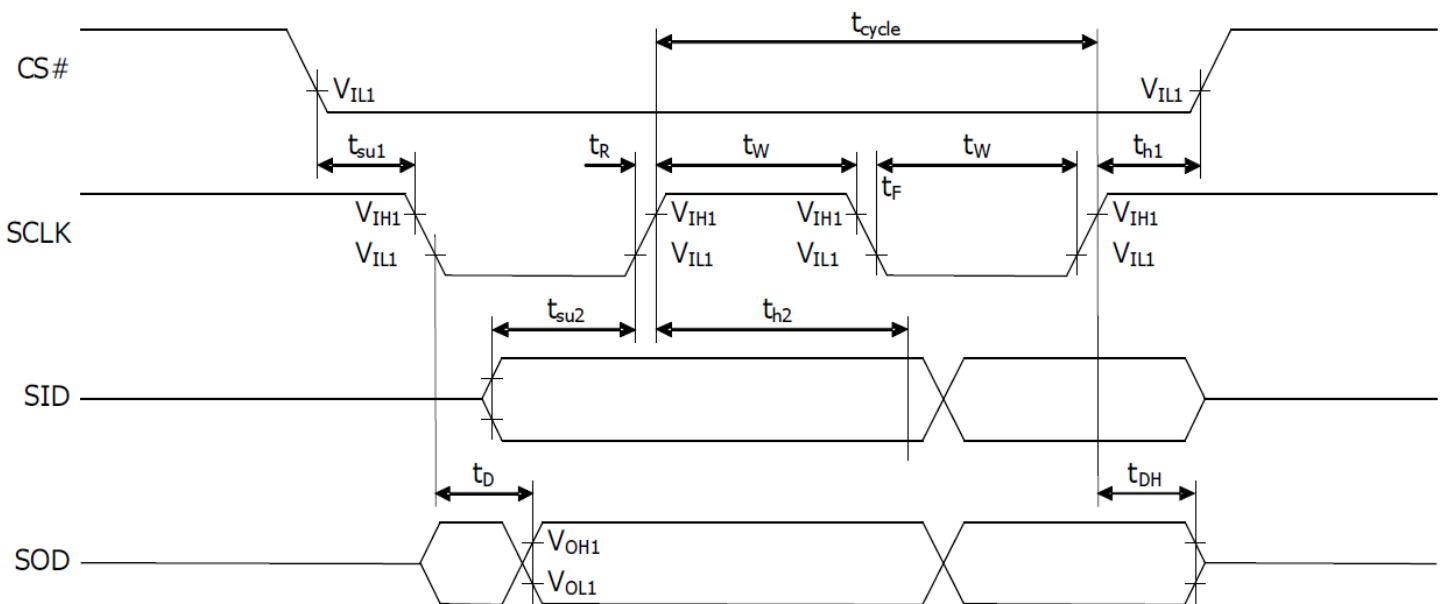 t_cycle
CS#
V_IL1 V_IL1
t_su1 t_R t_W t_W t_h1
t_F
V_IH1 V_IH1 V_IH1 V_IH1
SCLK
V_IL1 V_IL1 V_IL1 V_IL1
t_su2 t_h2
SID
t_D t_DH
V_OH1
SOD
V_OL1